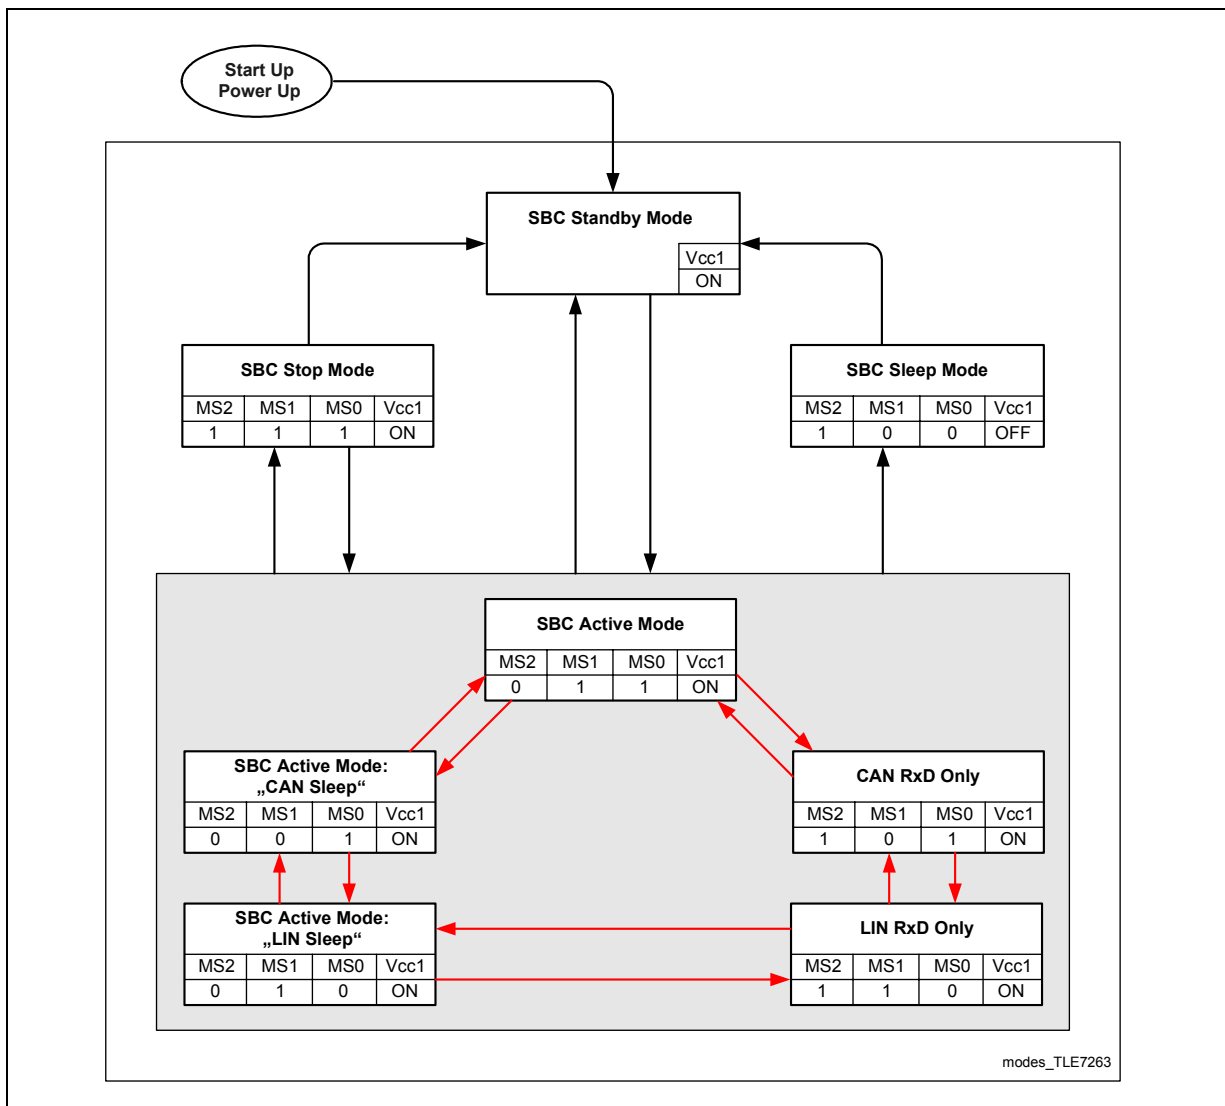 Start Up
Power Up
SBC Standby Mode
Vcc1
ON
SBC Stop Mode
MS2 MS1 MS0 Vcc1
1 1 1 ON
SBC Sleep Mode
MS2 MS1 MS0 Vcc1
1 0 0 OFF
SBC Active Mode
MS2 MS1 MS0 Vcc1
0 1 1 ON
SBC Active Mode:
„CAN Sleep“
MS2 MS1 MS0 Vcc1
0 0 1 ON
CAN RxD Only
MS2 MS1 MS0 Vcc1
1 0 1 ON
SBC Active Mode:
„LIN Sleep“
MS2 MS1 MS0 Vcc1
0 1 0 ON
LIN RxD Only
MS2 MS1 MS0 Vcc1
1 1 0 ON
modes_TLE7263